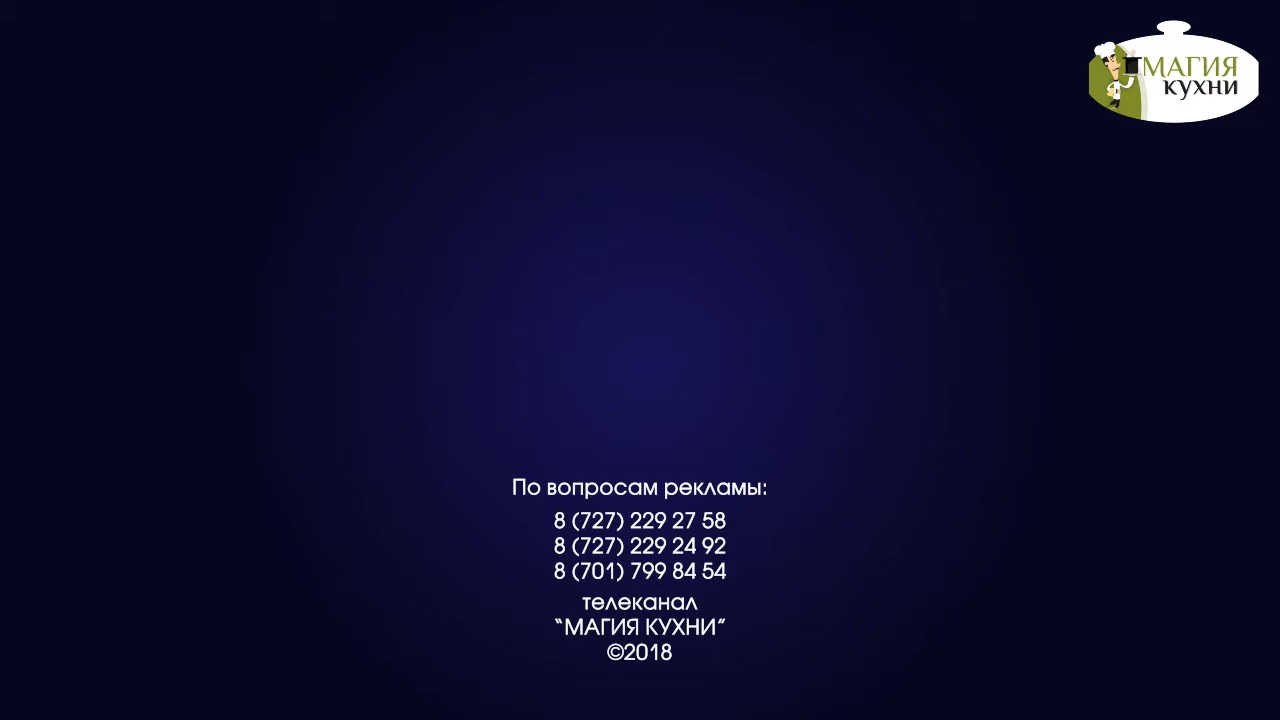 МАГИЯ
кухни
По вопросам рекламы:
8 (727) 229 27 58
8 (727) 229 24 92
8 (701) 799 84 54
телеканал
“МАГИЯ КУХНИ”
©2018